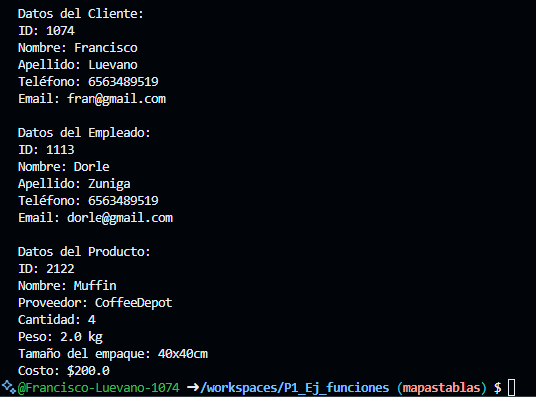 Datos del Cliente:
ID: 1074
Nombre: Francisco
Apellido: Luevano
Teléfono: 6563489519
Email: fran@gmail.com
Datos del Empleado:
ID: 1113
Nombre: Dorle
Apellido: Zuniga
Teléfono: 6563489519
Email: dorle@gmail.com
Datos del Producto:
ID: 2122
Nombre: Muffin
Proveedor: CoffeeDepot
Cantidad: 4
Peso: 2.0 kg
Tamaño del empaque: 40x40cm
Costo: $200.0
@Francisco-Luevano-1074 ➜/workspaces/P1_Ej_funciones (mapastablas) $